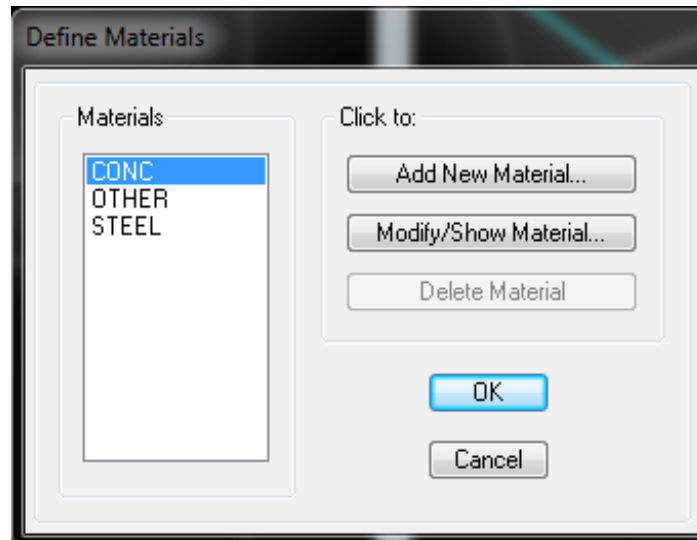 Define Materials
Materials
CONC
OTHER
STEEL
Click to:
Add New Material...
Modify/Show Material...
Delete Material
OK
Cancel